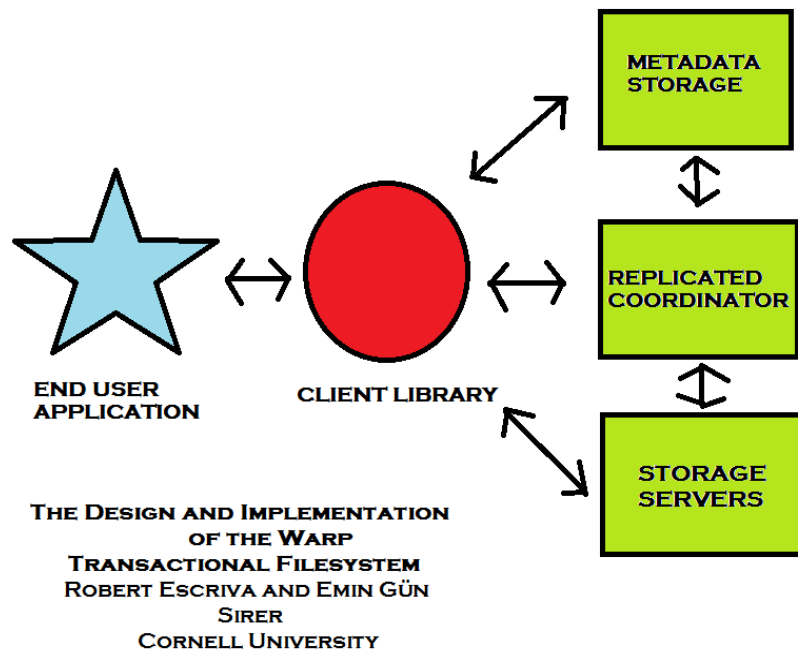 METADATA
STORAGE
REPLICATED
COORDINATOR
END USER
APPLICATION
CLIENT LIBRARY
STORAGE
SERVERS
The Design and Implementation
of the Warp
Transactional Filesystem
Robert Escriva and Emin Gün
Sirer
Cornell University